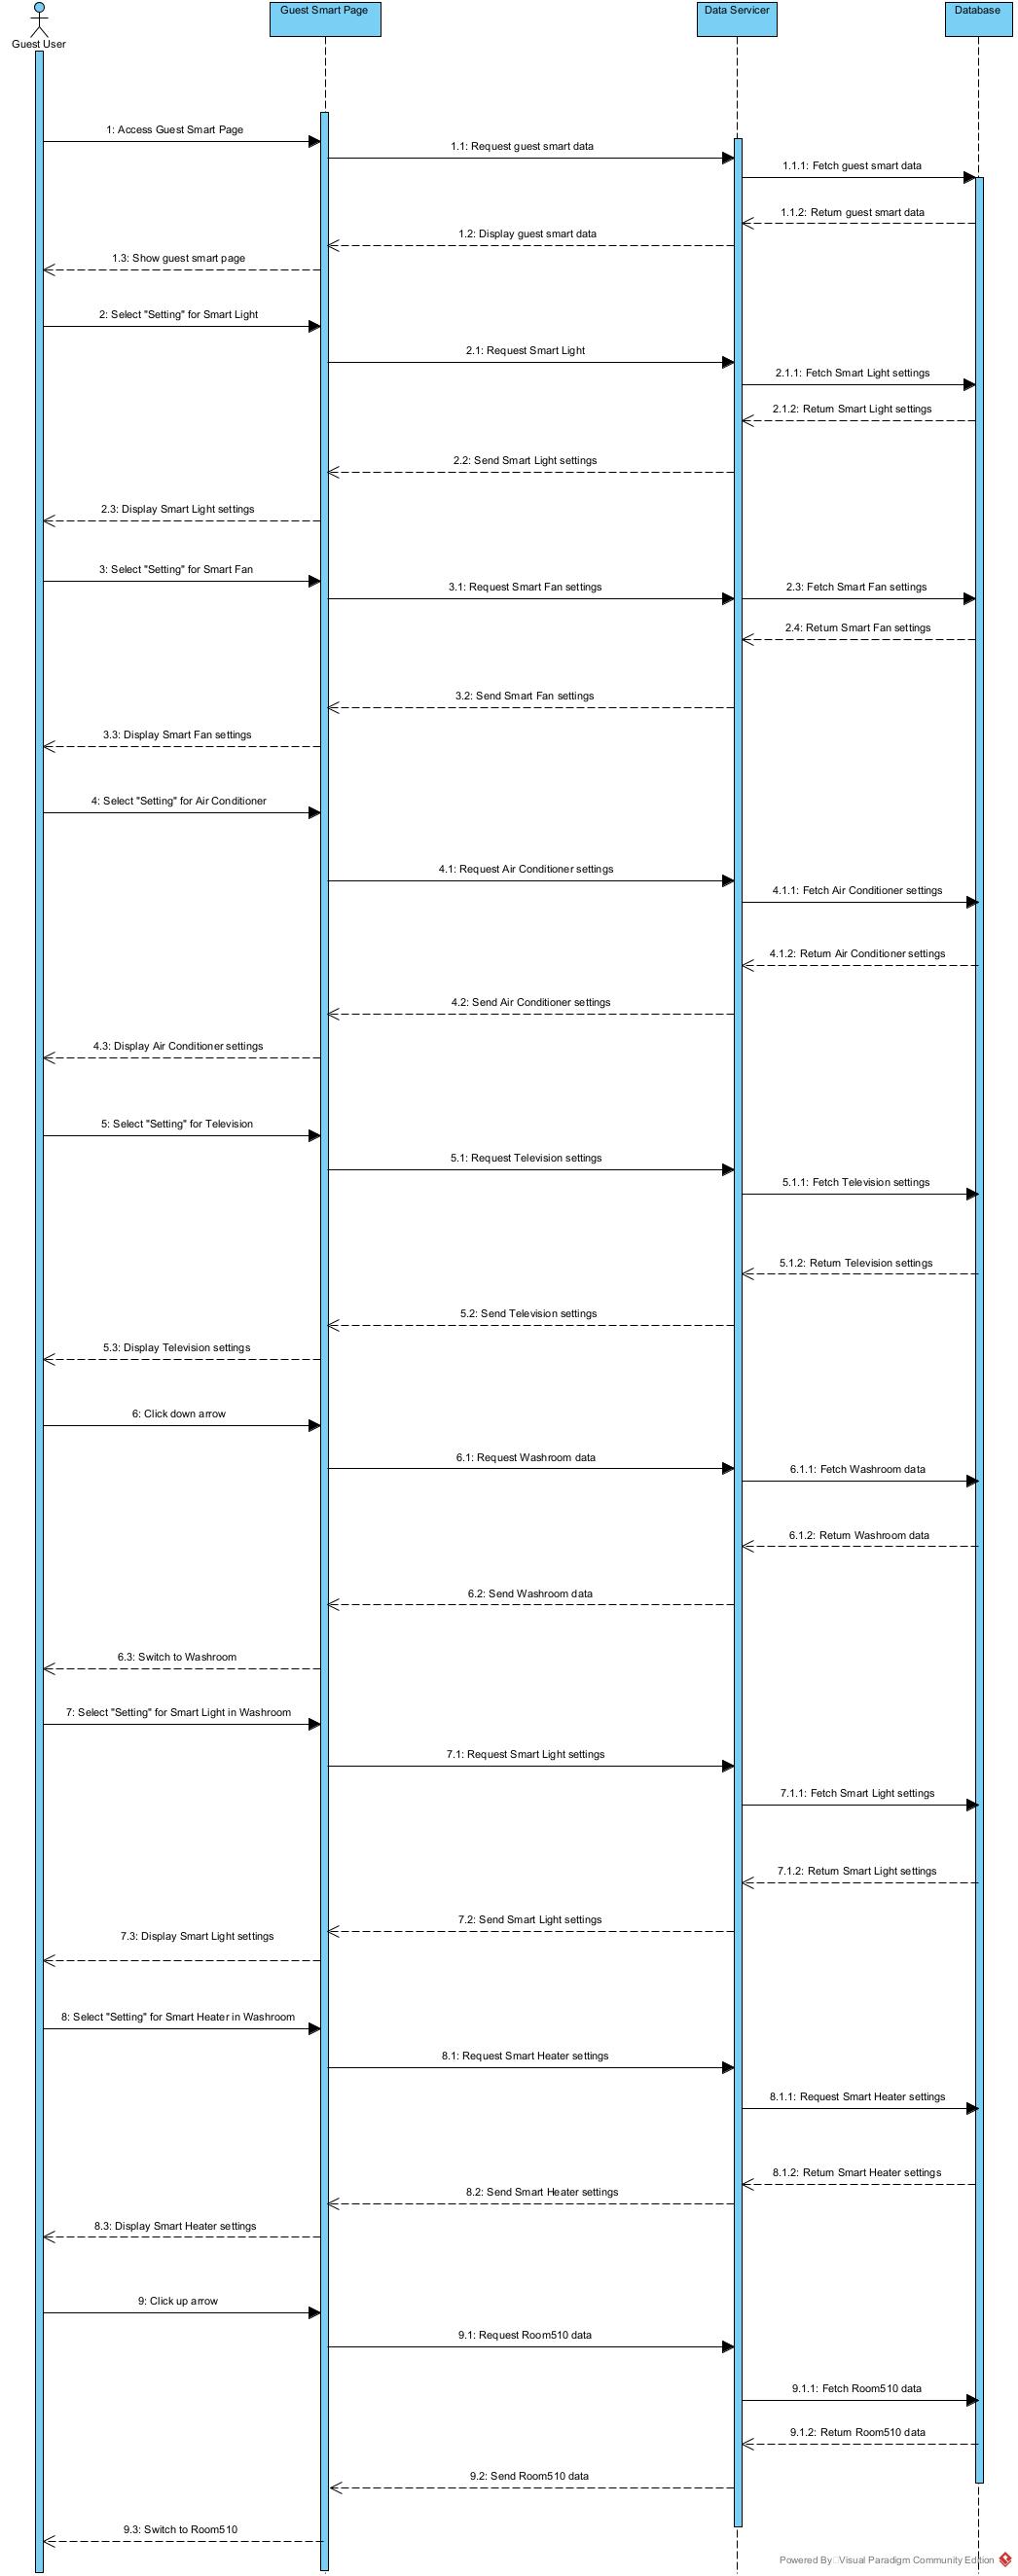 Guest Smart Page
Data Servicer
Database
Guest User
1: Access Guest Smart Page
1.1: Request guest smart data
1.1.1: Fetch guest smart data
1.1.2: Return guest smart data
1.2: Display guest smart data
1.3: Show guest smart page
2: Select "Setting" for Smart Light
2.1: Request Smart Light
2.1.1: Fetch Smart Light settings
2.1.2: Return Smart Light settings
2.2: Send Smart Light settings
2.3: Display Smart Light settings
3: Select "Setting" for Smart Fan
3.1: Request Smart Fan settings
2.3: Fetch Smart Fan settings
2.4: Return Smart Fan settings
3.2: Send Smart Fan settings
3.3: Display Smart Fan settings
4: Select "Setting" for Air Conditioner
4.1: Request Air Conditioner settings
4.1.1: Fetch Air Conditioner settings
4.1.2: Return Air Conditioner settings
4.2: Send Air Conditioner settings
4.3: Display Air Conditioner settings
5: Select "Setting" for Television
5.1: Request Television settings
5.1.1: Fetch Television settings
5.1.2: Return Television settings
5.2: Send Television settings
5.3: Display Television settings
6: Click down arrow
6.1: Request Washroom data
6.1.1: Fetch Washroom data
6.1.2: Return Washroom data
6.2: Send Washroom data
6.3: Switch to Washroom
7: Select "Setting" for Smart Light in Washroom
7.1: Request Smart Light settings
7.1.1: Fetch Smart Light settings
7.1.2: Return Smart Light settings
7.2: Send Smart Light settings
7.3: Display Smart Light settings
8: Select "Setting" for Smart Heater in Washroom
8.1: Request Smart Heater settings
8.1.1: Request Smart Heater settings
8.1.2: Return Smart Heater settings
8.2: Send Smart Heater settings
8.3: Display Smart Heater settings
9: Click up arrow
9.1: Request Room510 data
9.1.1: Fetch Room510 data
9.1.2: Return Room510 data
9.2: Send Room510 data
9.3: Switch to Room510
Powered By Visual Paradigm Community Edition